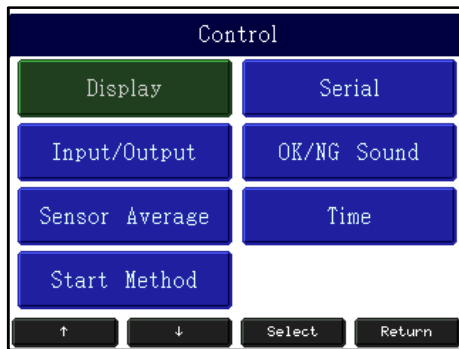 Control
Display Serial
Input/Output OK/NG Sound
Sensor Average Time
Start Method
↑ ↓ Select Return